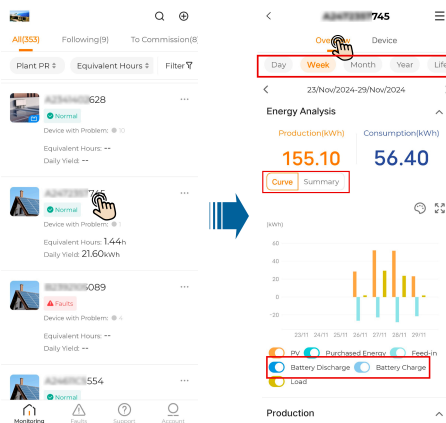 All(353) Following(9) To Commission(8
Plant PR Equivalent Hours Filter
628
Normal
Device with Problem: 10
Equivalent Hours: --
Daily Yield: --
745
Normal
Device with Problem: 1
Equivalent Hours: 1.44h
Daily Yield: 21.60kWh
5089
Faults
Device with Problem: 4
Equivalent Hours: --
Daily Yield: --
554
Normal
Monitoring Faults Support Account
745
Overview Device
Day Week Month Year Life
23/Nov/2024-29/Nov/2024
Energy Analysis
Production(kWh) Consumption(kWh)
155.10 56.40
Curve Summary
(kWh)
60
40
20
0
-20
23/11 24/11 25/11 26/11 27/11 28/11 29/11
PV Purchased Energy Feed-in
Battery Discharge Battery Charge
Load
Production